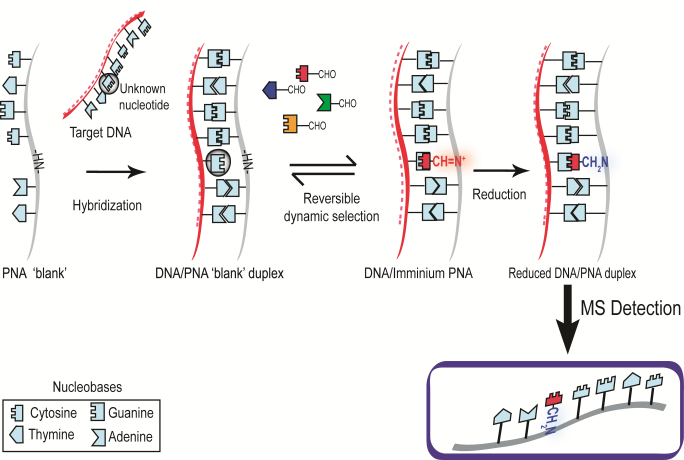 Unknown
nucleotide
Target DNA
-HN-
-HN-
CHO
CHO
CHO
CHO
CH=N⁺
CH₂N
Hybridization
Reversible
dynamic selection
Reduction
PNA 'blank'
DNA/PNA 'blank' duplex
DNA/Imminium PNA
Reduced DNA/PNA duplex
MS Detection
Nucleobases
Cytosine
Guanine
Thymine
Adenine
CH₂N